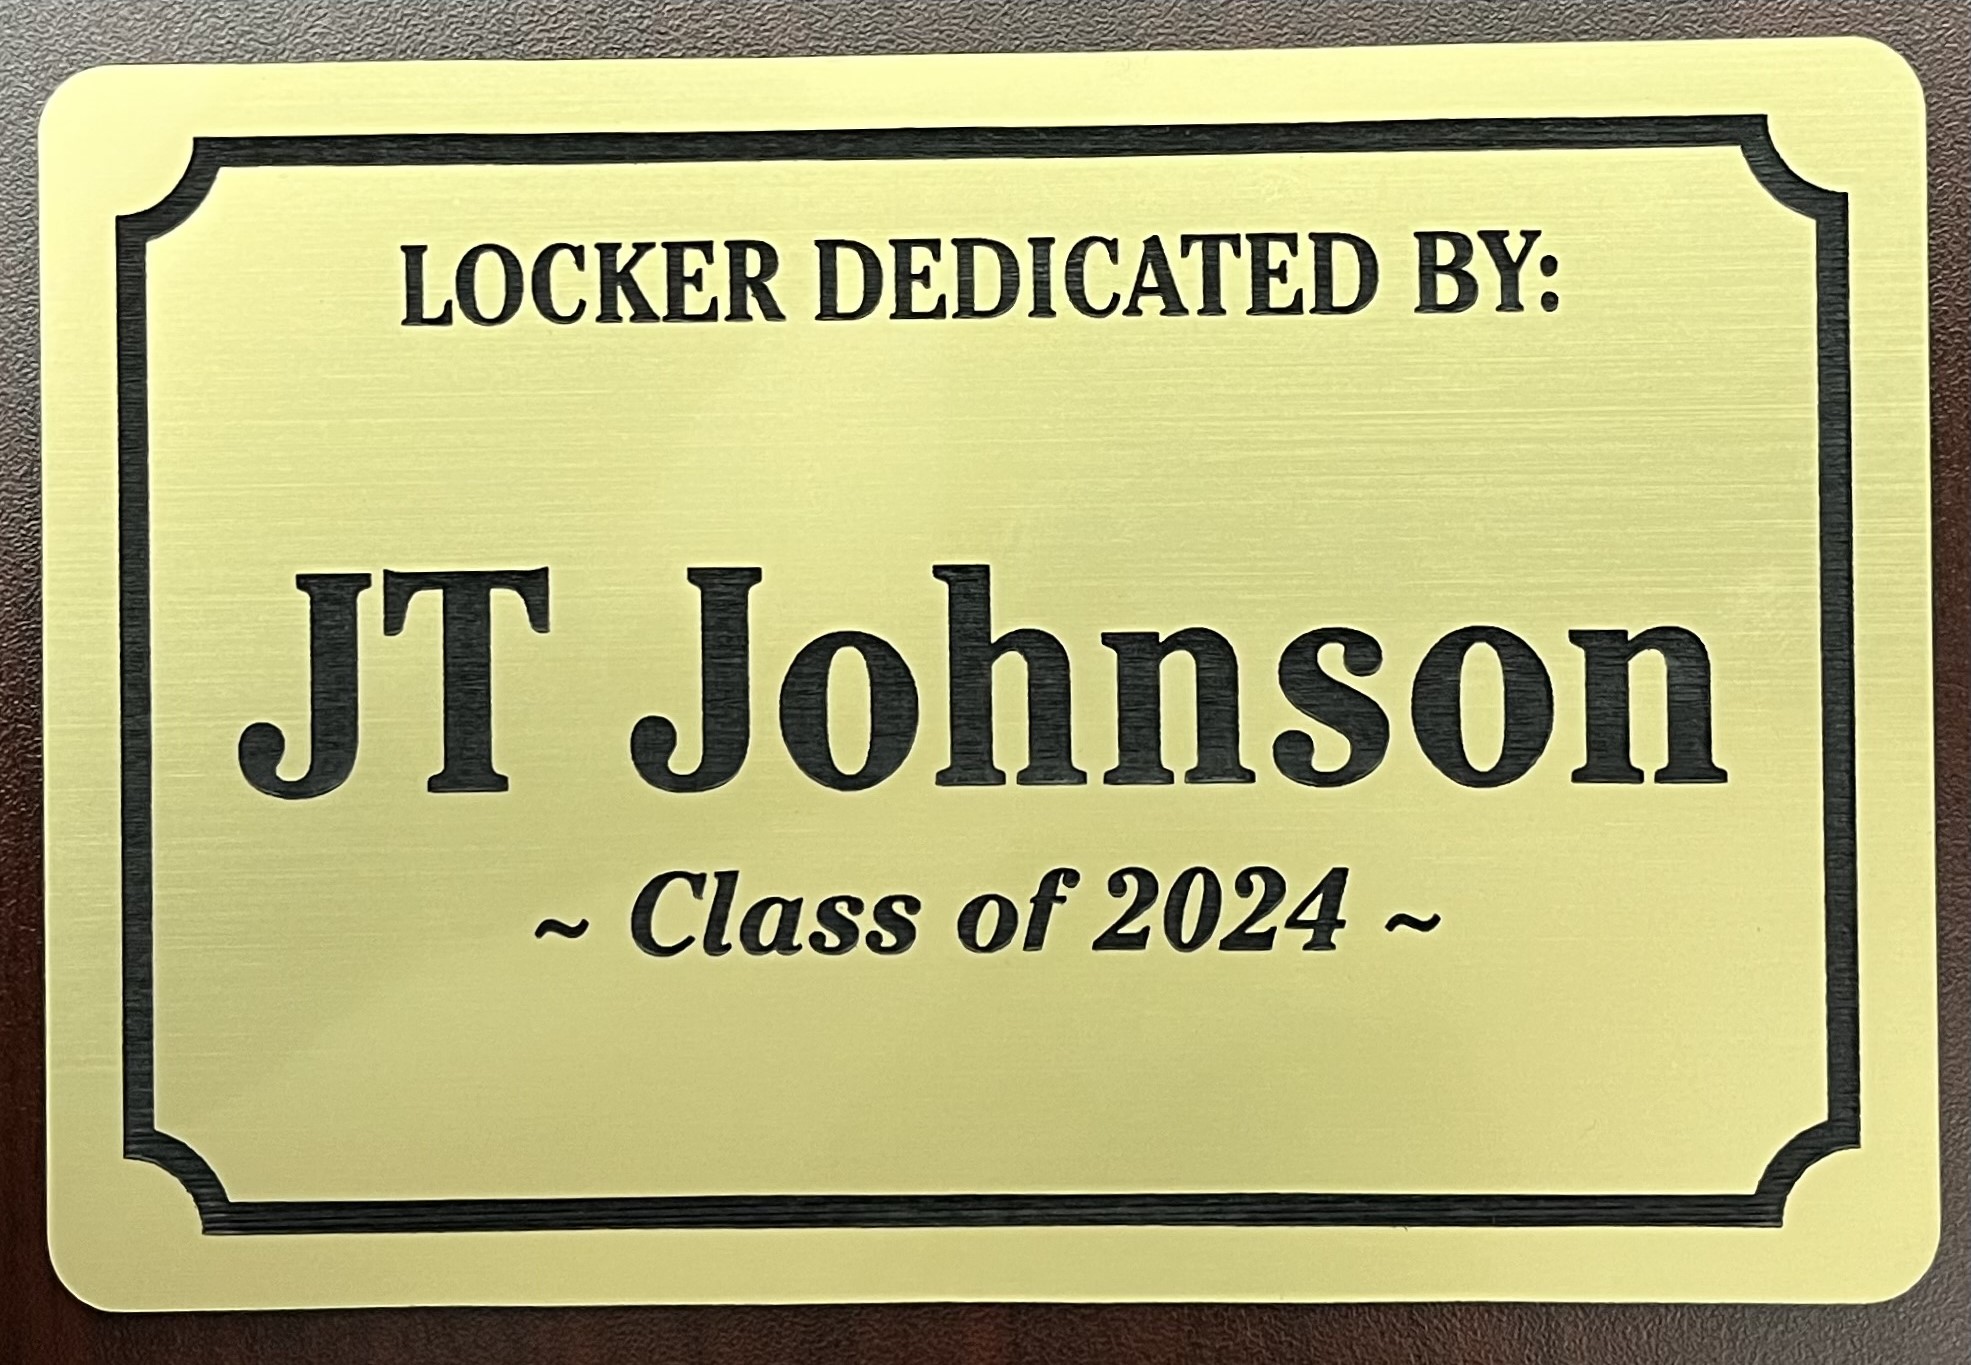 LOCKER DEDICATED BY:
JT Johnson
~ Class of 2024 ~